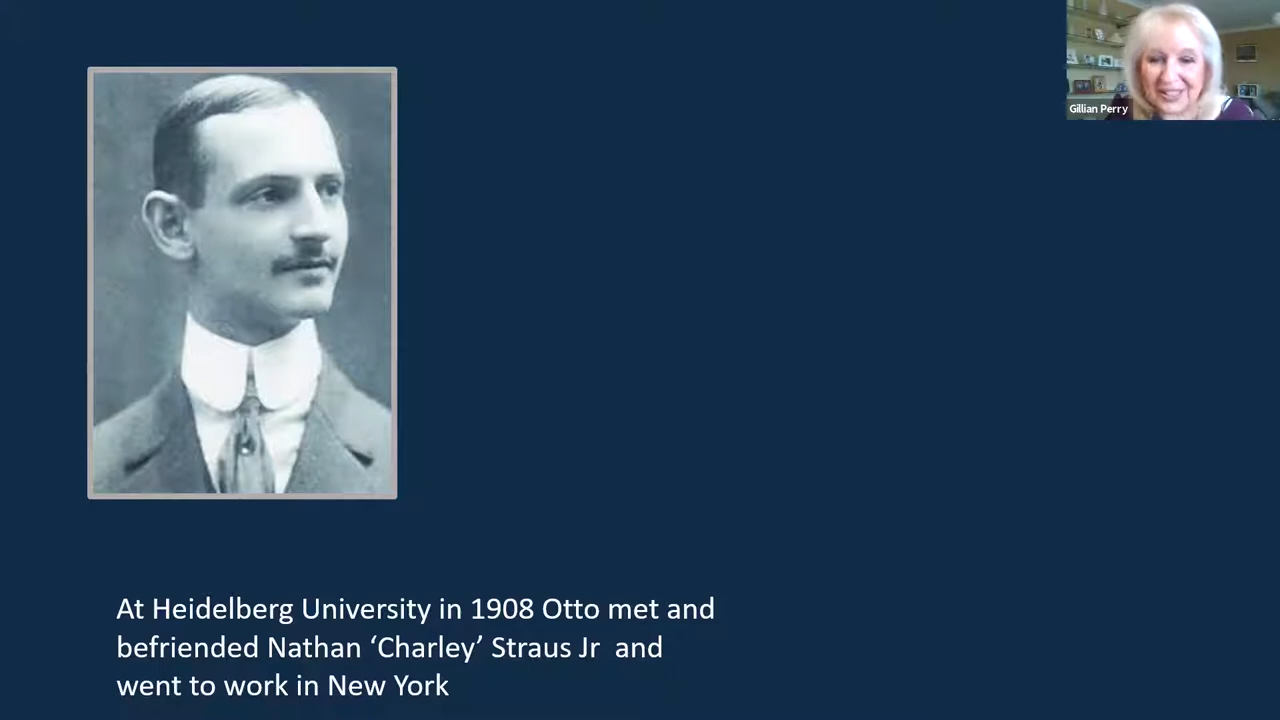 Gillian Perry
At Heidelberg University in 1908 Otto met and
befriended Nathan ‘Charley’ Straus Jr  and
went to work in New York